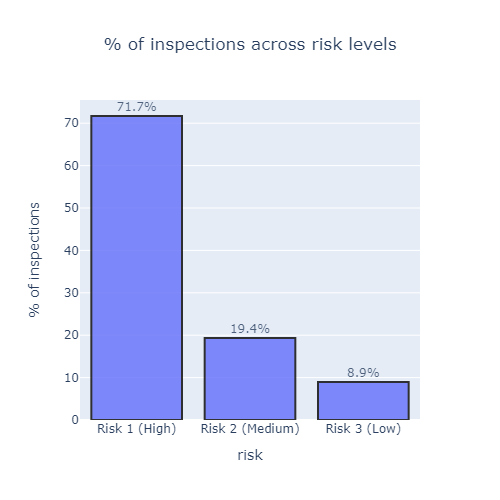 % of inspections across risk levels
71.7%
19.4%
8.9%
70
60
50
40
30
20
10
0
% of inspections
Risk 1 (High)
Risk 2 (Medium)
Risk 3 (Low)
risk